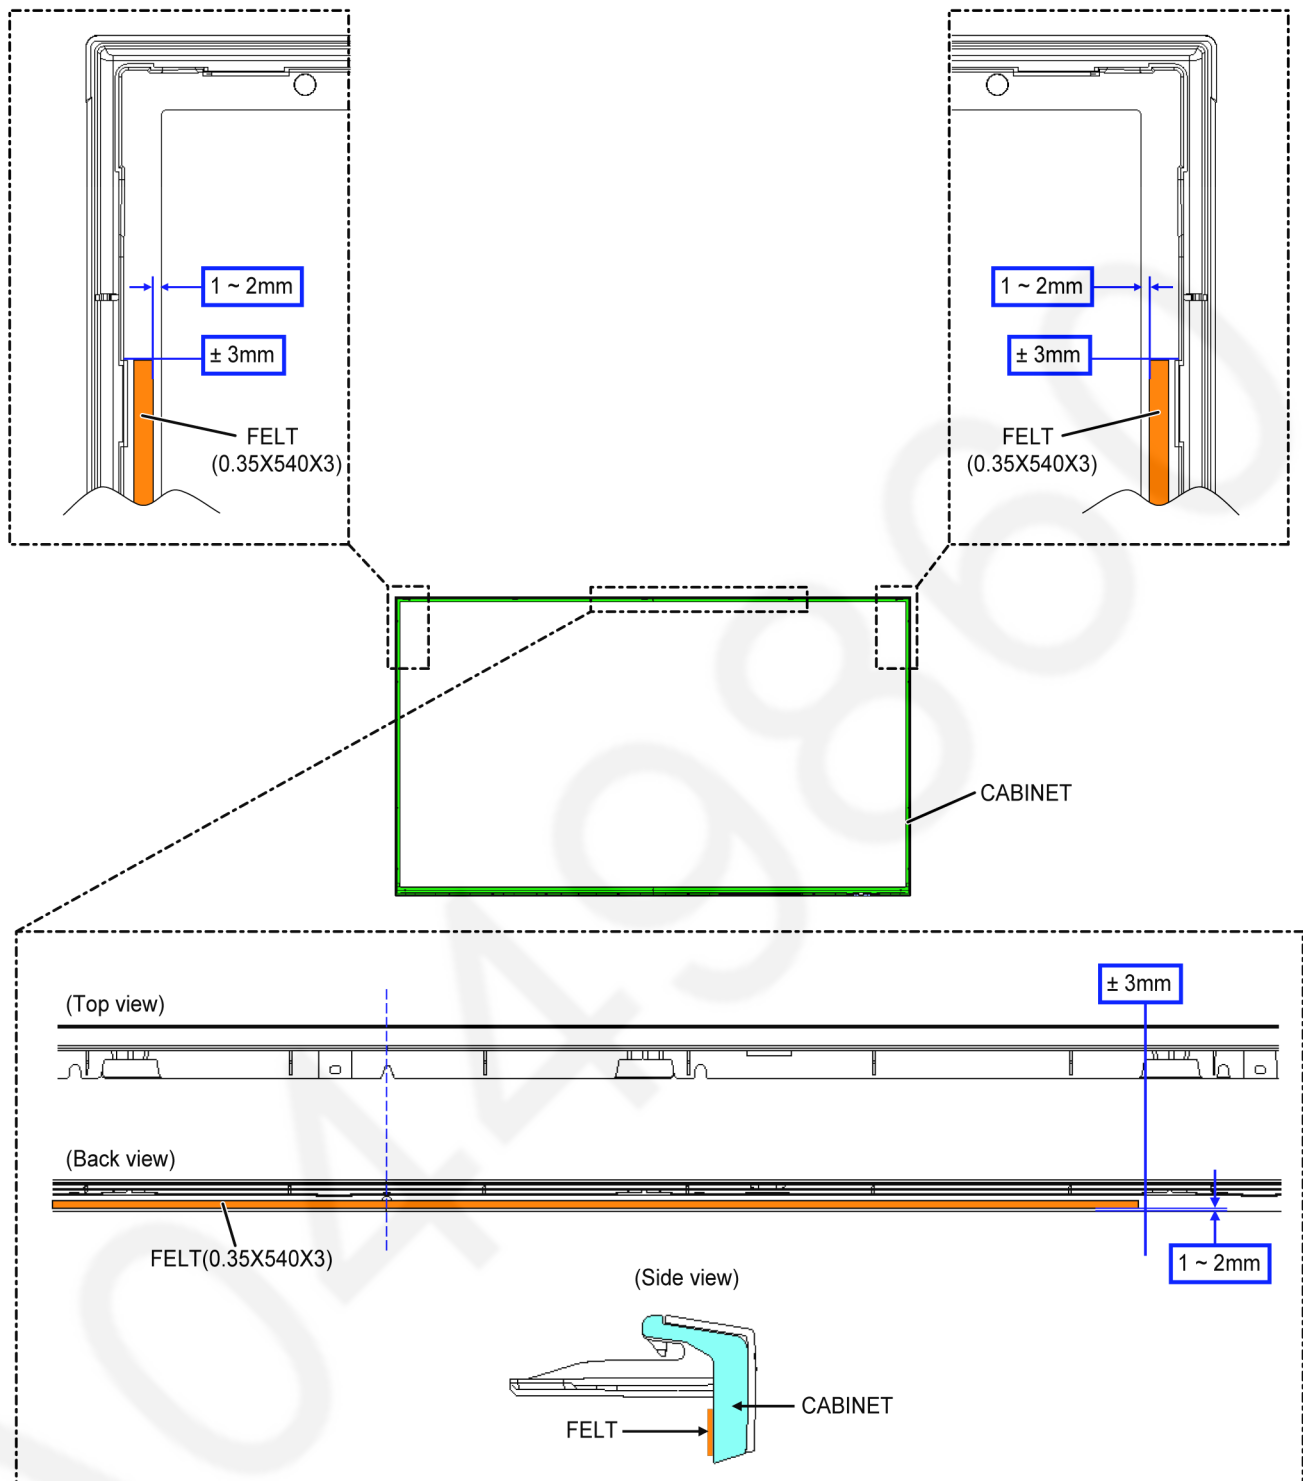 1 ~ 2mm
± 3mm
FELT
(0.35X540X3)
1 ~ 2mm
± 3mm
FELT
(0.35X540X3)
CABINET
± 3mm
(Top view)
(Back view)
FELT(0.35X540X3)
1 ~ 2mm
(Side view)
CABINET
FELT